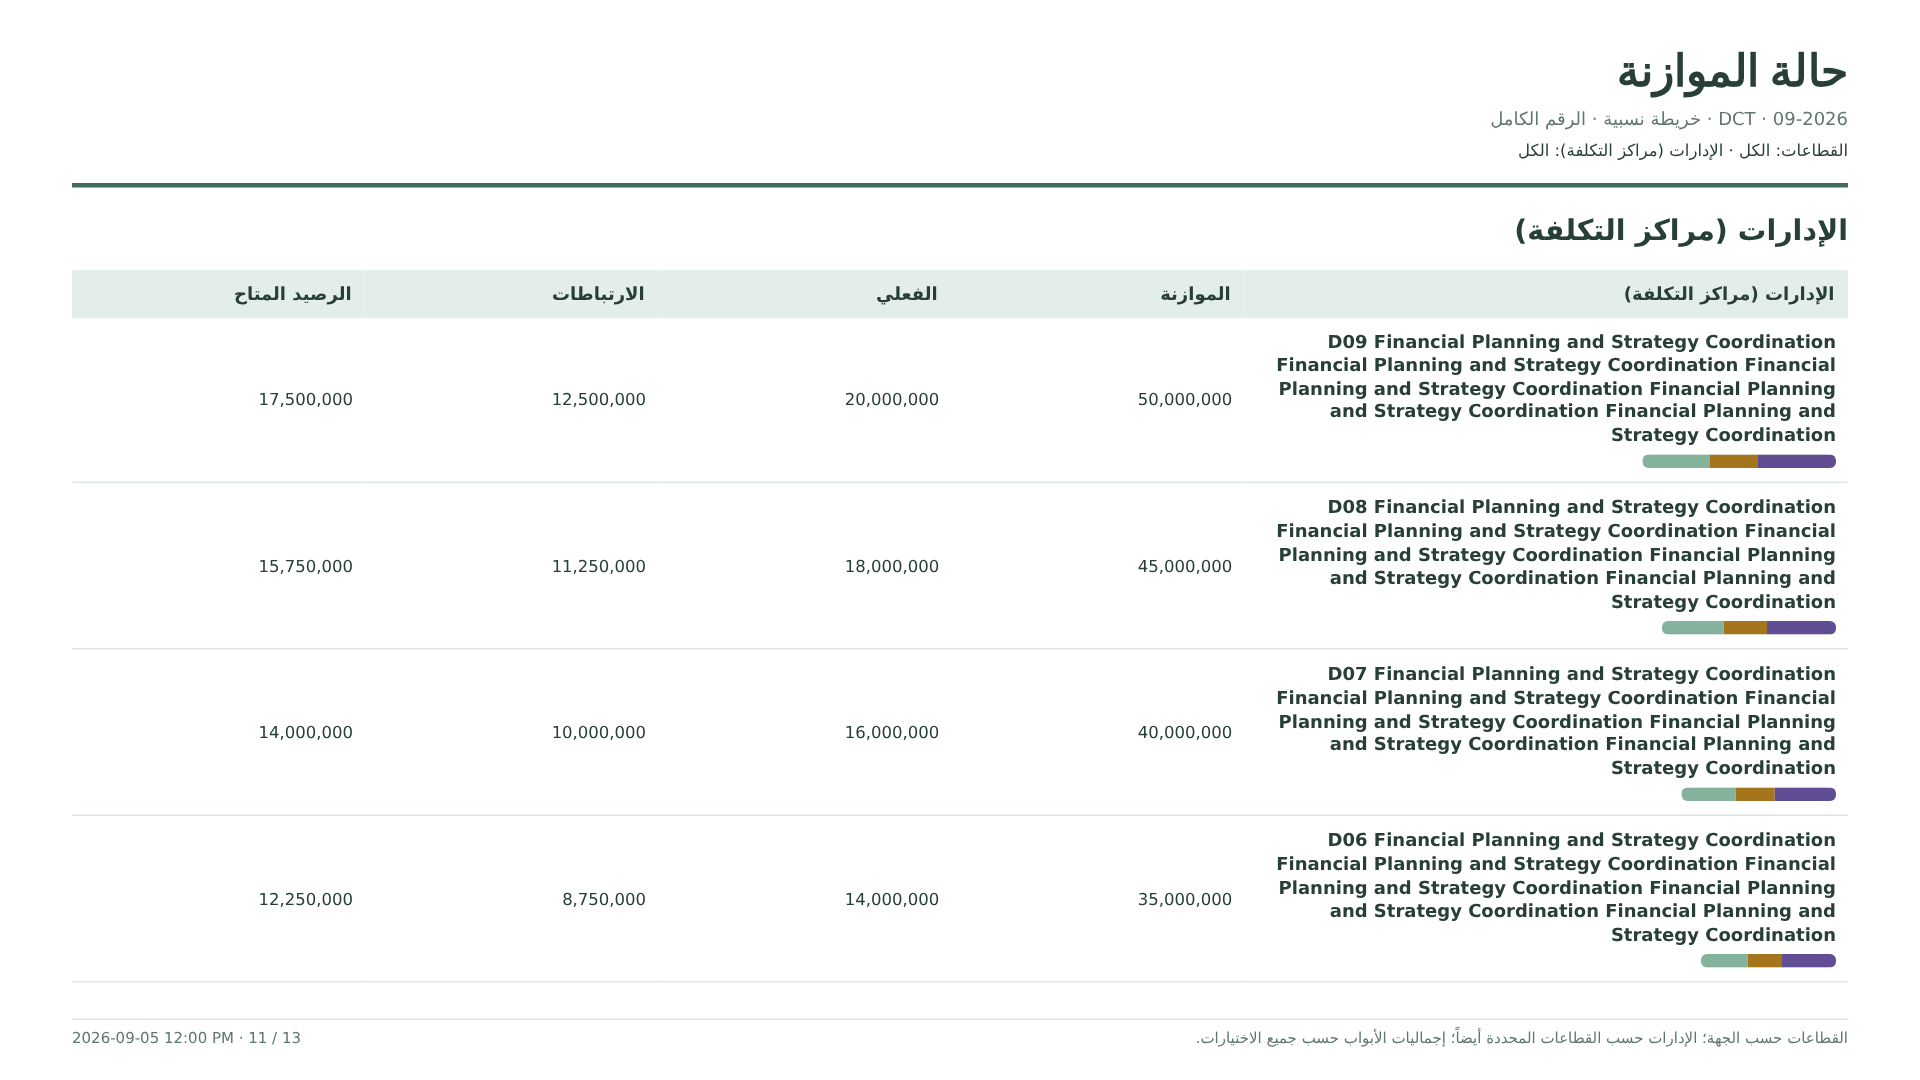 حالة الموازنة
DCT · 09-2026 · خريطة نسبية · الرقم الكامل
القطاعات: الكل · الإدارات (مراكز التكلفة): الكل
الإدارات (مراكز التكلفة)
الإدارات (مراكز التكلفة) الموازنة الفعلي الارتباطات الرصيد المتاح
D09 Financial Planning and Strategy Coordination
Financial Planning and Strategy Coordination Financial
Planning and Strategy Coordination Financial Planning
and Strategy Coordination Financial Planning and
Strategy Coordination
50,000,000 20,000,000 12,500,000 17,500,000
D08 Financial Planning and Strategy Coordination
Financial Planning and Strategy Coordination Financial
Planning and Strategy Coordination Financial Planning
and Strategy Coordination Financial Planning and
Strategy Coordination
45,000,000 18,000,000 11,250,000 15,750,000
D07 Financial Planning and Strategy Coordination
Financial Planning and Strategy Coordination Financial
Planning and Strategy Coordination Financial Planning
and Strategy Coordination Financial Planning and
Strategy Coordination
40,000,000 16,000,000 10,000,000 14,000,000
D06 Financial Planning and Strategy Coordination
Financial Planning and Strategy Coordination Financial
Planning and Strategy Coordination Financial Planning
and Strategy Coordination Financial Planning and
Strategy Coordination
35,000,000 14,000,000 8,750,000 12,250,000
القطاعات حسب الجهة؛ الإدارات حسب القطاعات المحددة أيضاً؛ إجماليات الأبواب حسب جميع الاختيارات.
2026-09-05 12:00 PM · 11 / 13